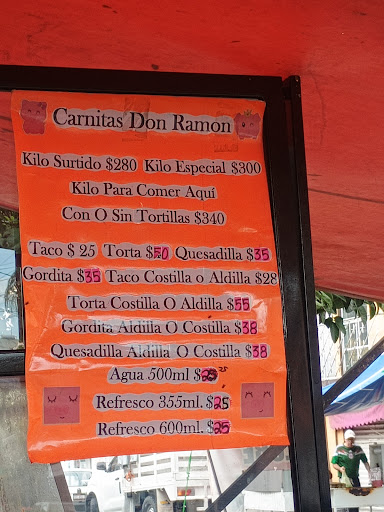 Carnitas Don Ramon
Kilo Surtido $280 Kilo Especial $300
Kilo Para Comer Aquí
Con O Sin Tortillas $340
Taco $ 25 Torta $50 Quesadilla $35
Gordita $35 Taco Costilla o Aldilla $28
Torta Costilla O Aldilla $55
Gordita Aldilla O Costilla $38
Quesadilla Aldilla O Costilla $38
Agua 500ml $ 25
Refresco 355ml. $25
Refresco 600ml. $25